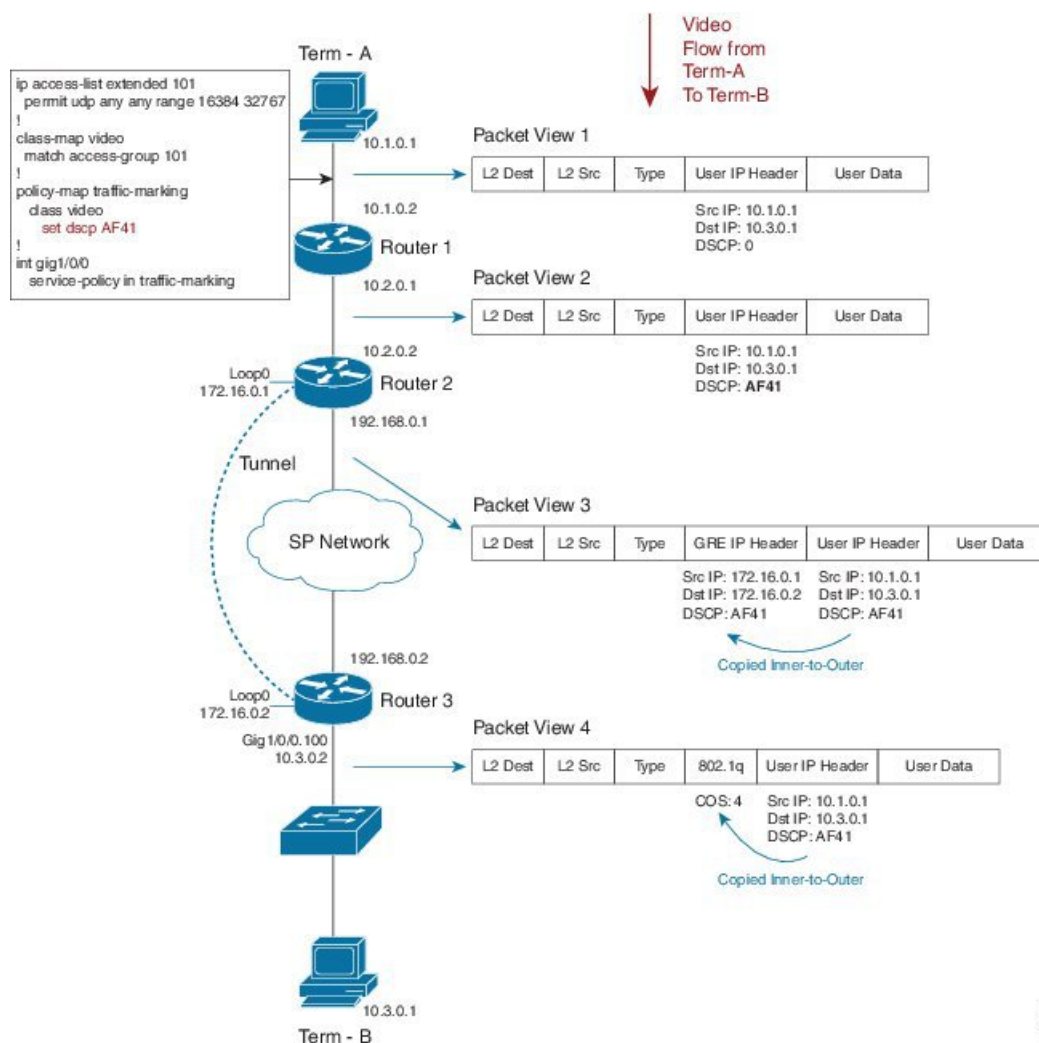 Term - A
Video
Flow from
Term-A
To Term-B
ip access-list extended 101
permit udp any any range 16384 32767
!
class-map video
match access-group 101
!
policy-map traffic-marking
class video
set dscp AF41
!
int gig1/0/0
service-policy in traffic-marking
10.1.0.1
Packet View 1
L2 Dest L2 Src Type User IP Header User Data
Src IP: 10.1.0.1
Dst IP: 10.3.0.1
DSCP: 0
10.1.0.2
Router 1
10.2.0.1
Packet View 2
L2 Dest L2 Src Type User IP Header User Data
Src IP: 10.1.0.1
Dst IP: 10.3.0.1
DSCP: AF41
10.2.0.2
Loop0
172.16.0.1
Router 2
192.168.0.1
Tunnel
SP Network
Packet View 3
L2 Dest L2 Src Type GRE IP Header User IP Header User Data
Src IP: 172.16.0.1 Src IP: 10.1.0.1
Dst IP: 172.16.0.2 Dst IP: 10.3.0.1
DSCP: AF41 DSCP: AF41
Copied Inner-to-Outer
192.168.0.2
Loop0
172.16.0.2
Router 3
Gig1/0/0.100
10.3.0.2
Packet View 4
L2 Dest L2 Src Type 802.1q User IP Header User Data
COS: 4 Src IP: 10.1.0.1
Dst IP: 10.3.0.1
DSCP: AF41
Copied Inner-to-Outer
10.3.0.1
Term - B